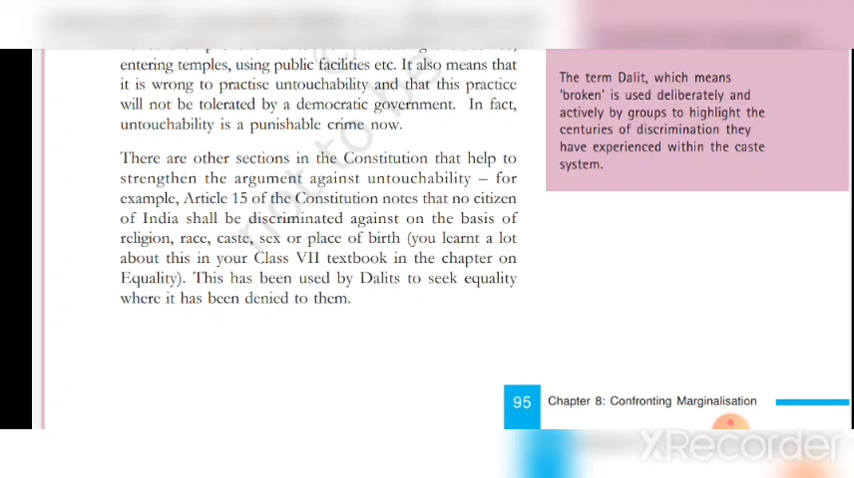 entering temples, using public facilities etc. It also means that
it is wrong to practise untouchability and that this practice
will not be tolerated by a democratic government. In fact,
untouchability is a punishable crime now.
There are other sections in the Constitution that help to
strengthen the argument against untouchability – for
example, Article 15 of the Constitution notes that no citizen
of India shall be discriminated against on the basis of
religion, race, caste, sex or place of birth (you learnt a lot
about this in your Class VII textbook in the chapter on
Equality). This has been used by Dalits to seek equality
where it has been denied to them.
The term Dalit, which means
'broken' is used deliberately and
actively by groups to highlight the
centuries of discrimination they
have experienced within the caste
system.
not to be
95 Chapter 8: Confronting Marginalisation
XRecorder